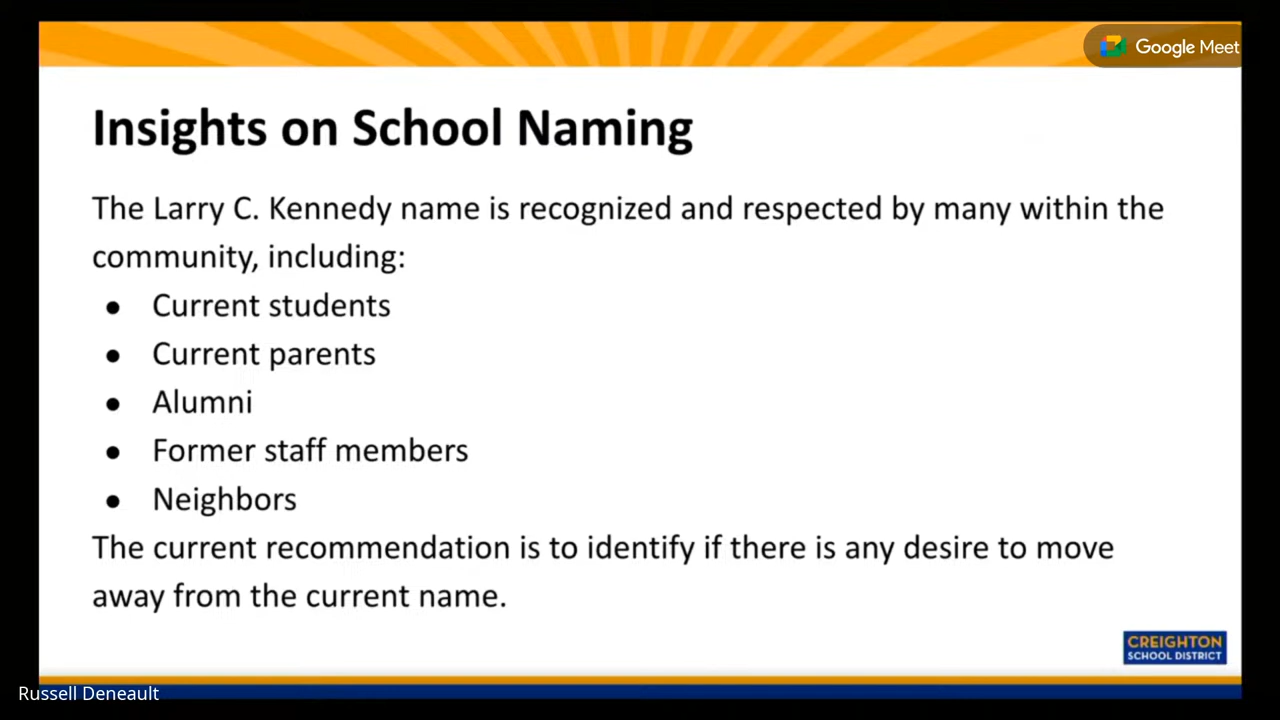 Google Meet
Insights on School Naming
The Larry C. Kennedy name is recognized and respected by many within the
community, including:
● Current students
● Current parents
● Alumni
● Former staff members
● Neighbors
The current recommendation is to identify if there is any desire to move
away from the current name.
CREIGHTON
SCHOOL DISTRICT
Russell Deneault